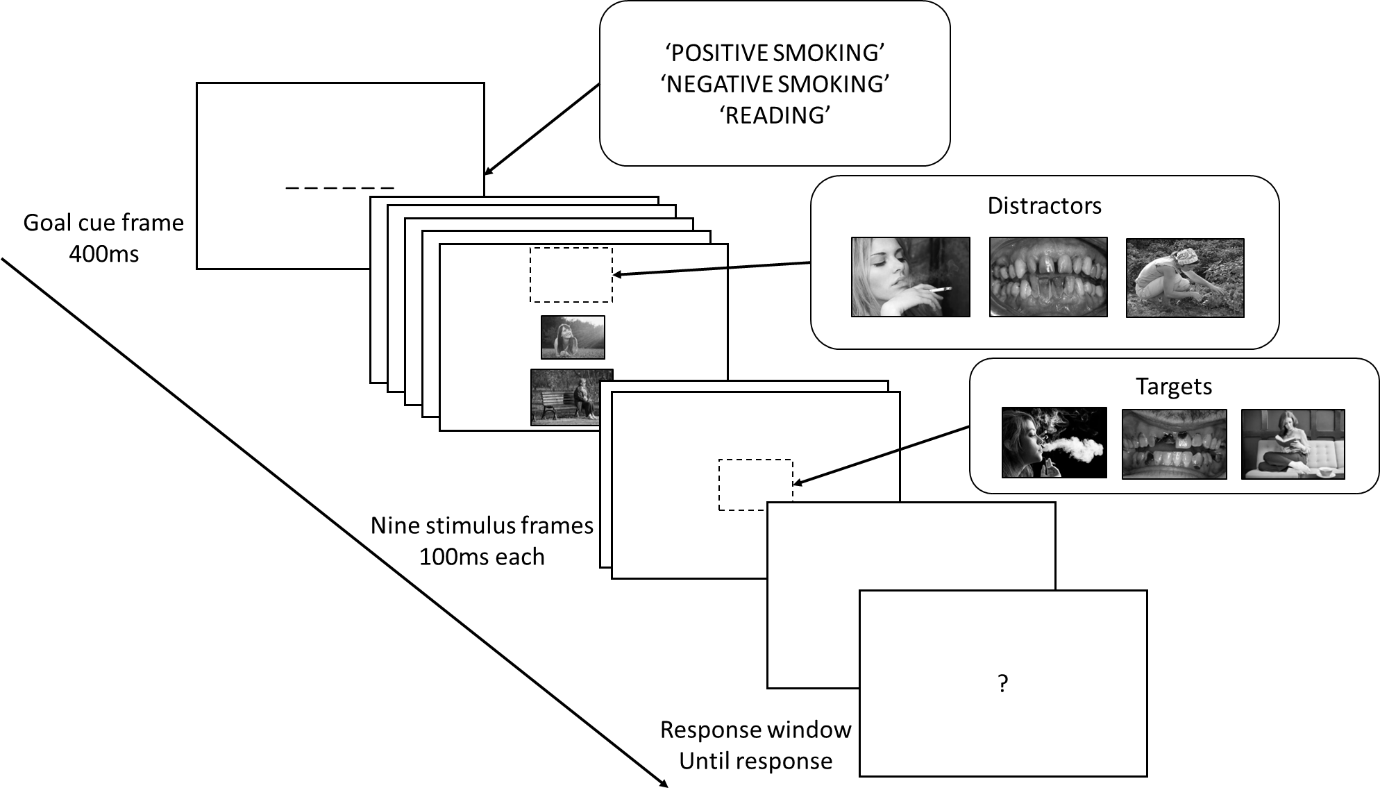 ‘POSITIVE SMOKING’
‘NEGATIVE SMOKING’
‘READING’
Goal cue frame
400ms
Distractors
Targets
Nine stimulus frames
100ms each
?
Response window
Until response